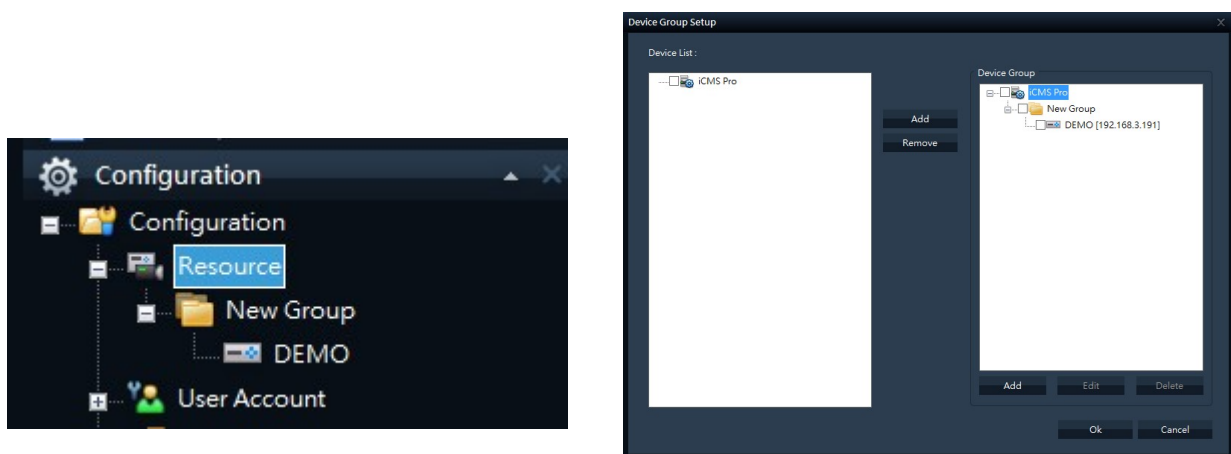 Configuration
Configuration
Resource
New Group
DEMO
User Account
Device Group Setup
Device List :
iCMS Pro
Add
Remove
Device Group
iCMS Pro
New Group
DEMO [192.168.3.191]
Add Edit Delete
Ok Cancel